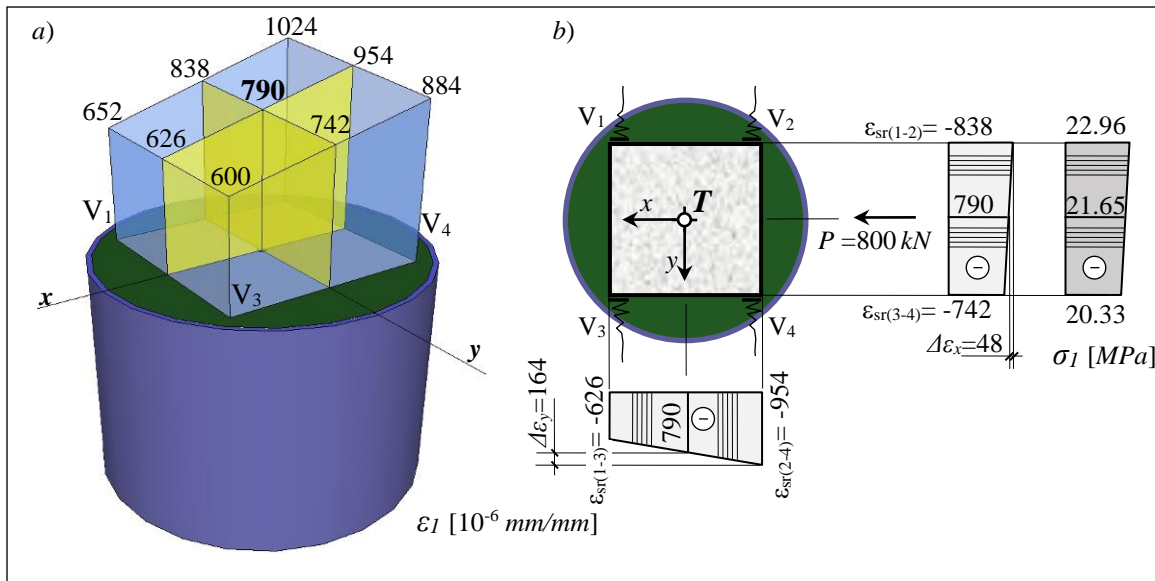 a)
1024
838
954
790
884
652
626
742
600
V1
V4
V3
x
y
ε1 [10-6 mm/mm]
b)
V1
V2
εsr(1-2)= -838
22.96
x
T
y
P =800 kN
790
21.65
V3
V4
εsr(3-4)= -742
20.33
Δεx=48
σ1 [MPa]
Δεy=164
εsr(1-3)= -626
790
εsr(2-4)= -954